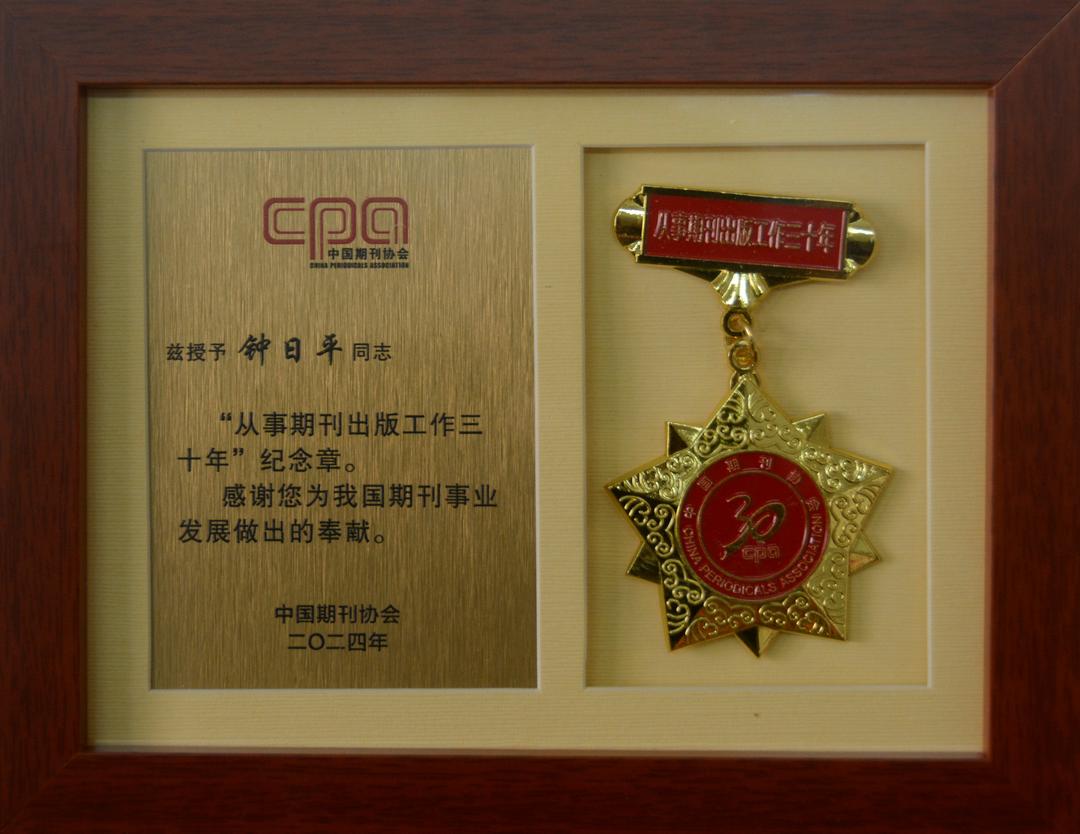 cpa
中国期刊协会
CHINA PERIODICALS ASSOCIATION
兹授予 钟日平 同志
“从事期刊出版工作三
十年”纪念章。
感谢您为我国期刊事业
发展做出的奉献。
中国期刊协会
二〇二四年
从事期刊出版工作三十年
中国期刊协会
30
cpa
CHINA PERIODICALS ASSOCIATION